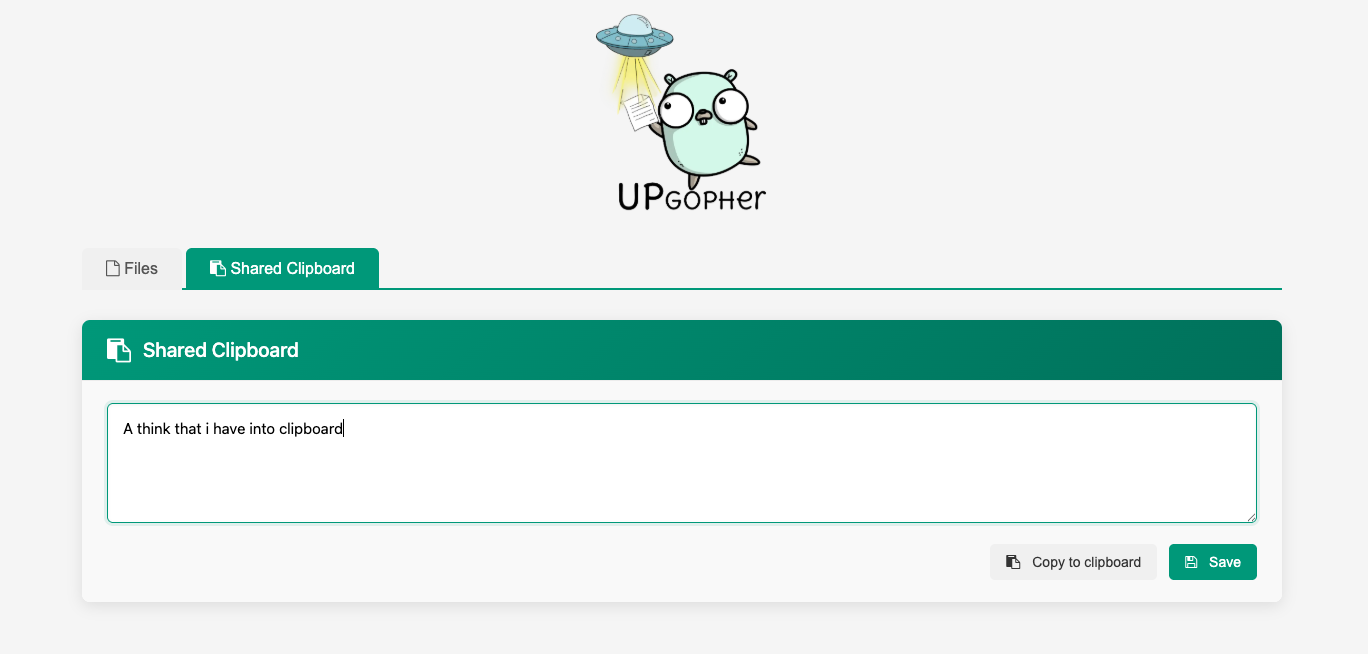 UPGOPHer
Files
Shared Clipboard
Shared Clipboard
A think that i have into clipboard
Copy to clipboard
Save